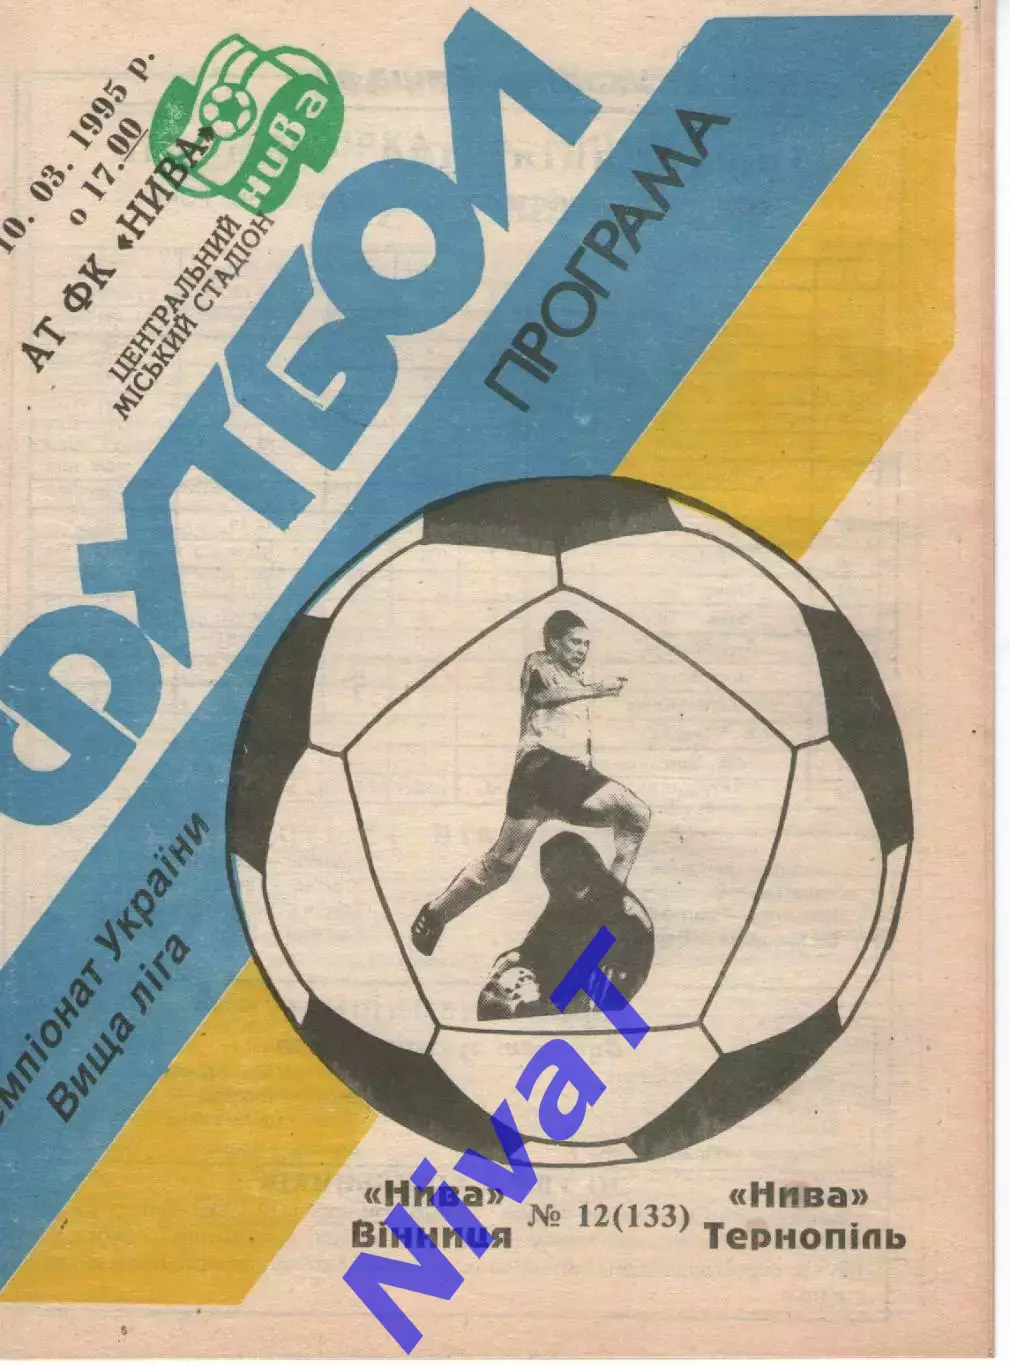 10. 03. 1995 р.
о 17.00
АТ ФК «НИВА»
НИВА
ЦЕНТРАЛЬНИЙ
МІСЬКИЙ СТАДІОН
ФУТБОЛ
ПРОГРАМА
емпіонат України
Вища ліга
«Нива»
Вінниця
№ 12(133)
«Нива»
Тернопіль
NivaT